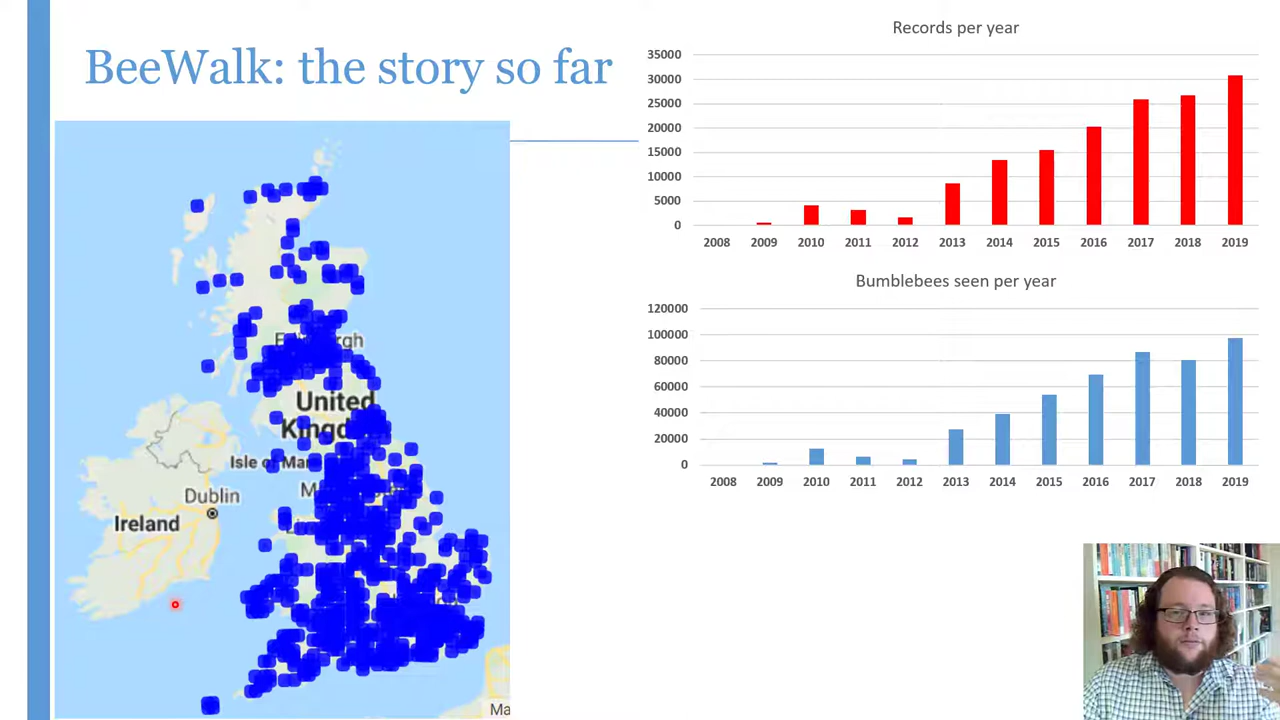 BeeWalk: the story so far
Records per year
35000
30000
25000
20000
15000
10000
5000
0
2008 2009 2010 2011 2012 2013 2014 2015 2016 2017 2018 2019
Bumblebees seen per year
120000
100000
80000
60000
40000
20000
0
2008 2009 2010 2011 2012 2013 2014 2015 2016 2017 2018 2019
United
Kingd
Isle of Man
Dublin
Ireland
Ma